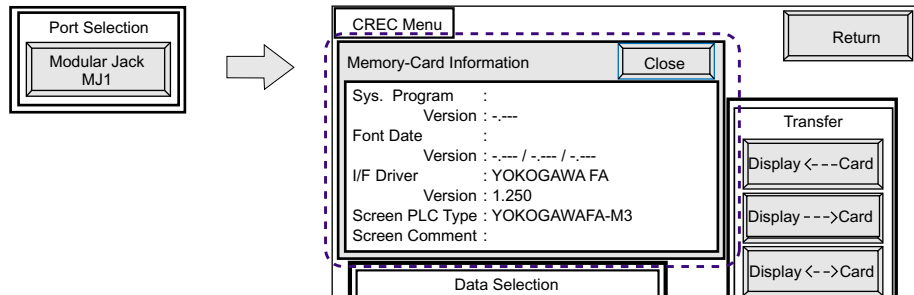 Port Selection
Modular Jack
MJ1
CREC Menu
Return
Memory-Card Information
Close
Sys. Program :
Version : -.---
Font Date :
Version : -.--- / -.--- / -.---
I/F Driver : YOKOGAWA FA
Version : 1.250
Screen PLC Type : YOKOGAWAFA-M3
Screen Comment :
Transfer
Display <---Card
Display --->Card
Display <-->Card
Data Selection